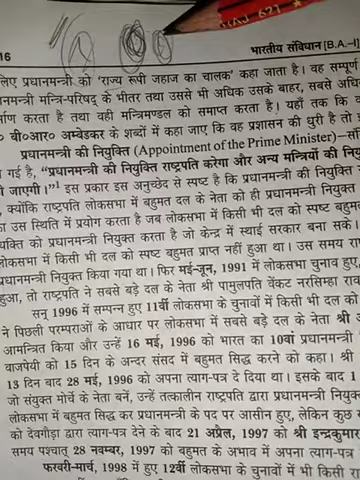 16
भारतीय संविधान [B.A.–I]
लिए प्रधानमन्त्री को 'राज्य रूपी जहाज का चालक' कहा जाता है। वह सम्पूर्ण
मन्त्रि-परिषद् के भीतर तथा उससे भी अधिक उसके बाहर, सबसे अधि
करता है तथा वही मन्त्रिमण्डल को समाप्त करता है। यहाँ तक कि
बी०आर० अम्बेडकर के शब्दों में कहा जाए कि वह प्रशासन की धुरी है तो
प्रधानमन्त्री की नियुक्ति (Appointment of the Prime Minister)–
गई है, "प्रधानमन्त्री की नियुक्ति राष्ट्रपति करेगा और अन्य मन्त्रियों की
जाएगी।"¹ इस प्रकार इस अनुच्छेद से स्पष्ट है कि प्रधानमन्त्री की नियुक्ति
क्योंकि राष्ट्रपति लोकसभा में बहुमत दल के नेता को ही प्रधानमन्त्री नियुक्त
उस स्थिति में प्रयोग करता है जब लोकसभा में किसी भी दल को स्पष्ट बहुमत
को प्रधानमन्त्री नियुक्त करता है जो केन्द्र में स्थाई सरकार बना सके।
लोकसभा में किसी भी दल को स्पष्ट बहुमत प्राप्त नहीं हुआ था। उस समय
प्रधानमन्त्री नियुक्त किया गया था। फिर मई-जून, 1991 में लोकसभा चुनाव हुए,
हुआ, तो राष्ट्रपति ने सबसे बड़े दल के नेता श्री पामुलपति वेंकट नरसिम्हा राव
सन् 1996 में सम्पन्न हुए 11वीं लोकसभा के चुनावों में किसी भी दल को
ने पिछली परम्पराओं के आधार पर लोकसभा में सबसे बड़े दल के नेता श्री
आमन्त्रित किया और उन्हें 16 मई, 1996 को भारत का 10वां प्रधानमन्त्री
वाजपेयी को 15 दिन के अन्दर संसद में बहुमत सिद्ध करने को कहा। श्री
13 दिन बाद 28 मई, 1996 को अपना त्याग-पत्र दे दिया था। इसके बाद 1
जो संयुक्त मोर्चे के नेता बनें, उन्हें तत्कालीन राष्ट्रपति द्वारा प्रधानमन्त्री नियुक्त
लोकसभा में बहुमत सिद्ध कर प्रधानमन्त्री के पद पर आसीन हुए, लेकिन कुछ
को देवगौड़ा द्वारा त्याग-पत्र देने के बाद 21 अप्रैल, 1997 को श्री इन्द्रकुमार
समय पश्चात् 28 नवम्बर, 1997 को बहुमत के अभाव में अपना त्याग-पत्र
फरवरी-मार्च, 1998 में हुए 12वीं लोकसभा के चुनावों में भी किसी